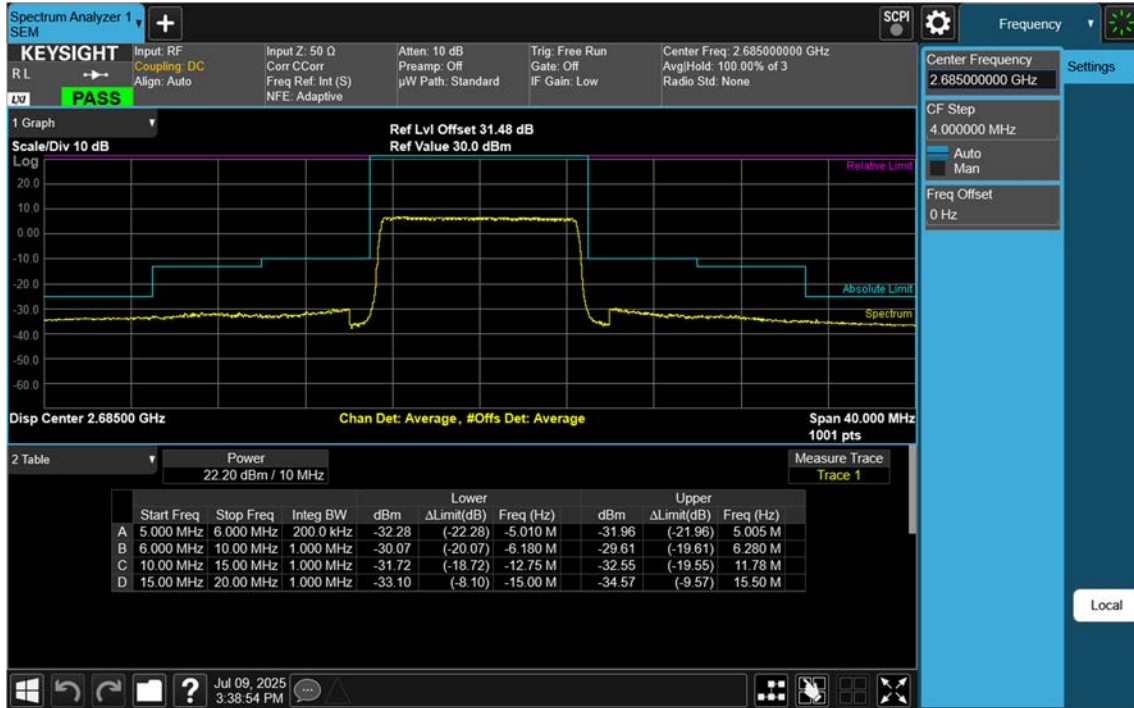 Spectrum Analyzer 1
SEM
+
SCPI
Frequency
KEYSIGHT
R L
LXI
PASS
Input: RF
Coupling: DC
Align: Auto
Input Z: 50 Ω
Corr CCorr
Freq Ref: Int (S)
NFE: Adaptive
Atten: 10 dB
Preamp: Off
µW Path: Standard
Trig: Free Run
Gate: Off
IF Gain: Low
Center Freq: 2.685000000 GHz
Avg|Hold: 100.00% of 3
Radio Std: None
Center Frequency
2.685000000 GHz
Settings
CF Step
4.000000 MHz
Auto
Man
Freq Offset
0 Hz
1 Graph
Scale/Div 10 dB
Ref Lvl Offset 31.48 dB
Ref Value 30.0 dBm
Log
Relative Limit
20.0
10.0
0.00
-10.0
-20.0
Absolute Limit
-30.0
Spectrum
-40.0
-50.0
-60.0
Disp Center 2.68500 GHz
Chan Det: Average, #Offs Det: Average
Span 40.000 MHz
1001 pts
2 Table
Power
22.20 dBm / 10 MHz
Measure Trace
Trace 1
Lower Upper
Start Freq Stop Freq Integ BW dBm ΔLimit(dB) Freq (Hz) dBm ΔLimit(dB) Freq (Hz)
A 5.000 MHz 6.000 MHz 200.0 kHz -32.28 (-22.28) -5.010 M -31.96 (-21.96) 5.005 M
B 6.000 MHz 10.00 MHz 1.000 MHz -30.07 (-20.07) -6.180 M -29.61 (-19.61) 6.280 M
C 10.00 MHz 15.00 MHz 1.000 MHz -31.72 (-18.72) -12.75 M -32.55 (-19.55) 11.78 M
D 15.00 MHz 20.00 MHz 1.000 MHz -33.10 (-8.10) -15.00 M -34.57 (-9.57) 15.50 M
Local
?
Jul 09, 2025
3:38:54 PM